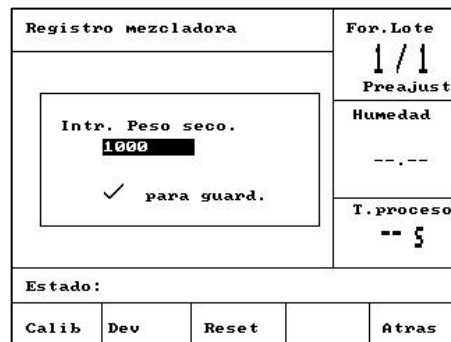 Registro mezcladora
Intr. Peso seco.
1000
✓ para guard.
For.Lote
1/1
Preajust
Humedad
--.--
T.proceso
-- s
Estado:
Calib Dev Reset Atras